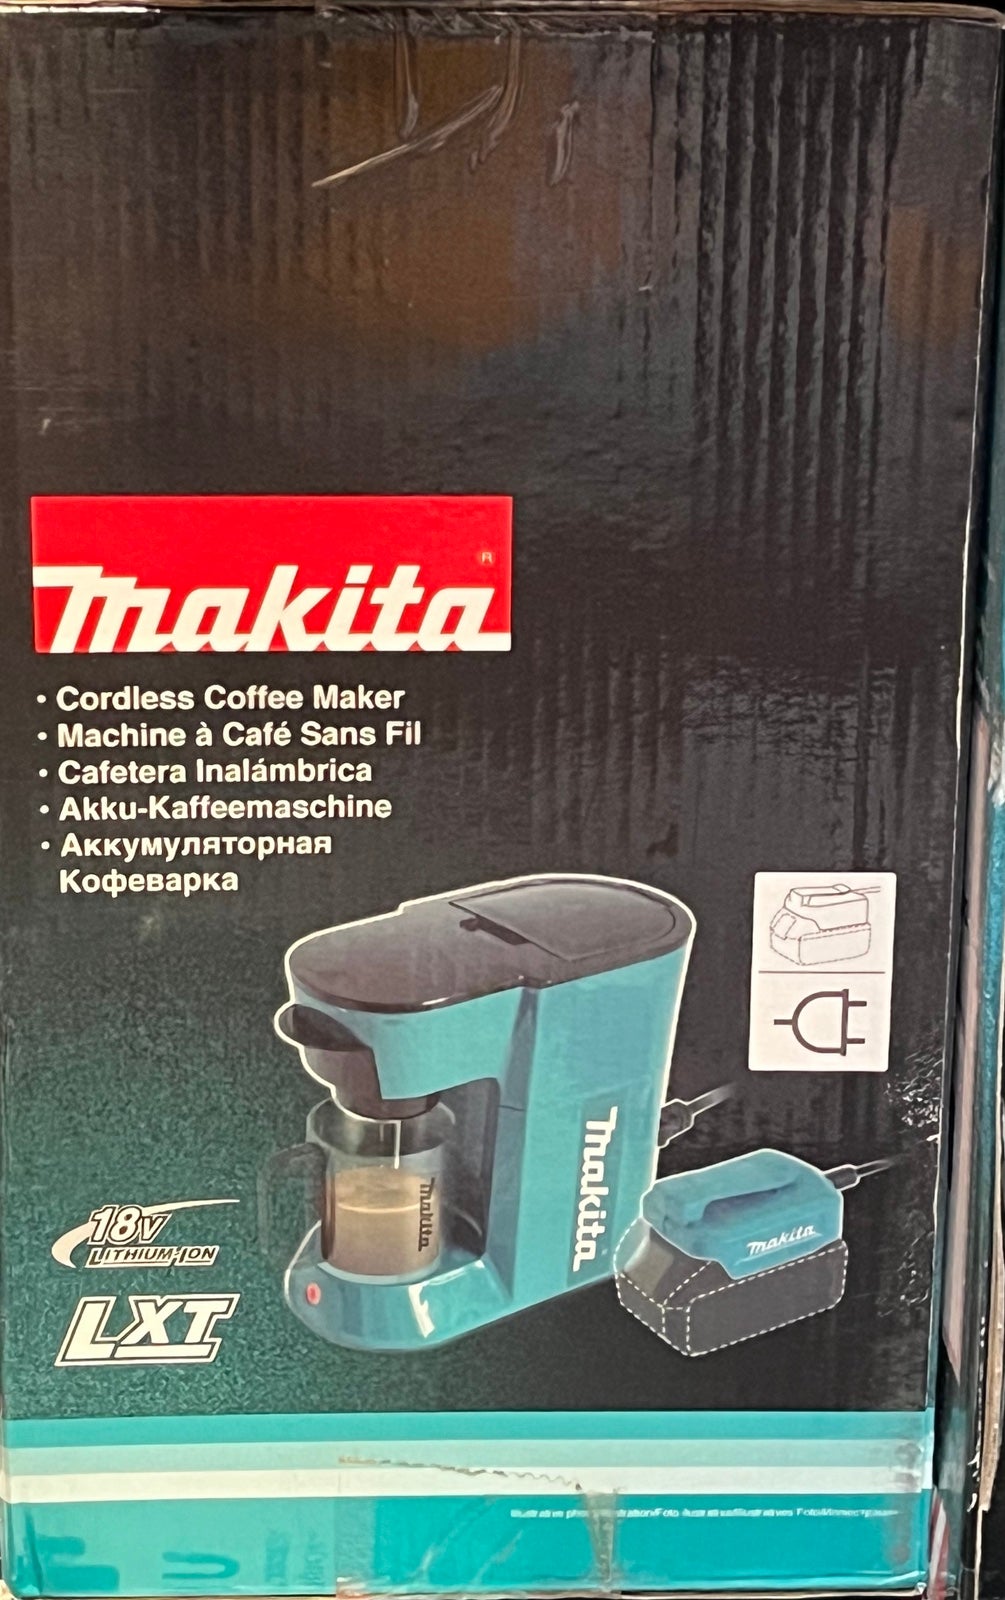 makita®
• Cordless Coffee Maker
• Machine à Café Sans Fil
• Cafetera Inalámbrica
• Akku-Kaffeemaschine
• Аккумуляторная
Кофеварка
makita
makita
makita
18V
LITHIUM-ION
LXT